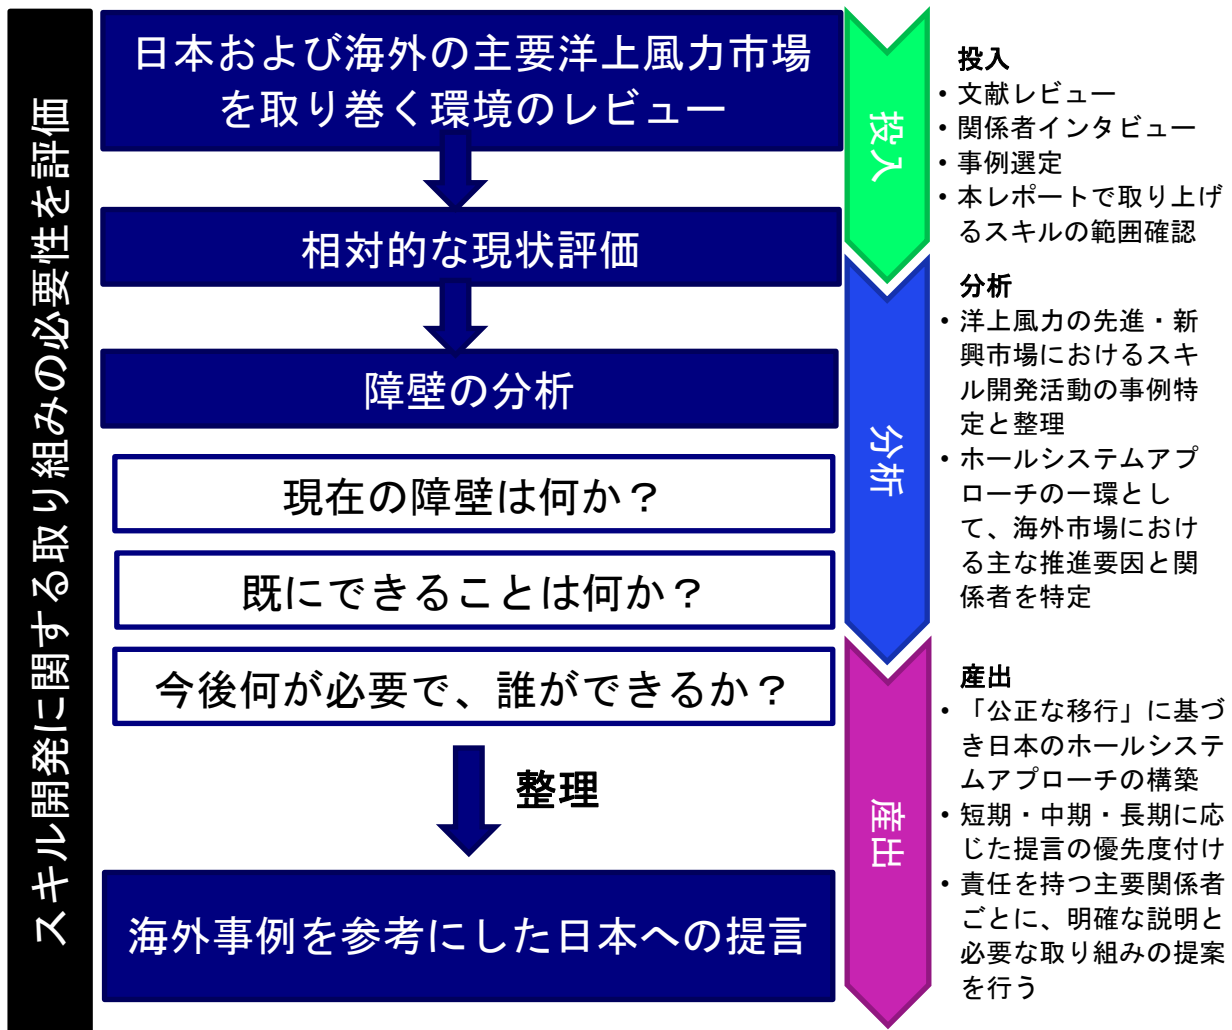 スキル開発に関する取り組みの必要性を評価
日本および海外の主要洋上風力市場
を取り巻く環境のレビュー
相対的な現状評価
障壁の分析
現在の障壁は何か？
既にできることは何か？
今後何が必要で、誰ができるか？
整理
海外事例を参考にした日本への提言
投入
分析
産出
投入
・文献レビュー
・関係者インタビュー
・事例選定
・本レポートで取り上げ
るスキルの範囲確認
分析
・洋上風力の先進・新
興市場におけるスキ
ル開発活動の事例特
定と整理
・ホールシステムアプ
ローチの一環とし
て、海外市場におけ
る主な推進要因と関
係者を特定
産出
・「公正な移行」に基づ
き日本のホールシステ
ムアプローチの構築
・短期・中期・長期に応
じた提言の優先度付け
・責任を持つ主要関係者
ごとに、明確な説明と
必要な取り組みの提案
を行う